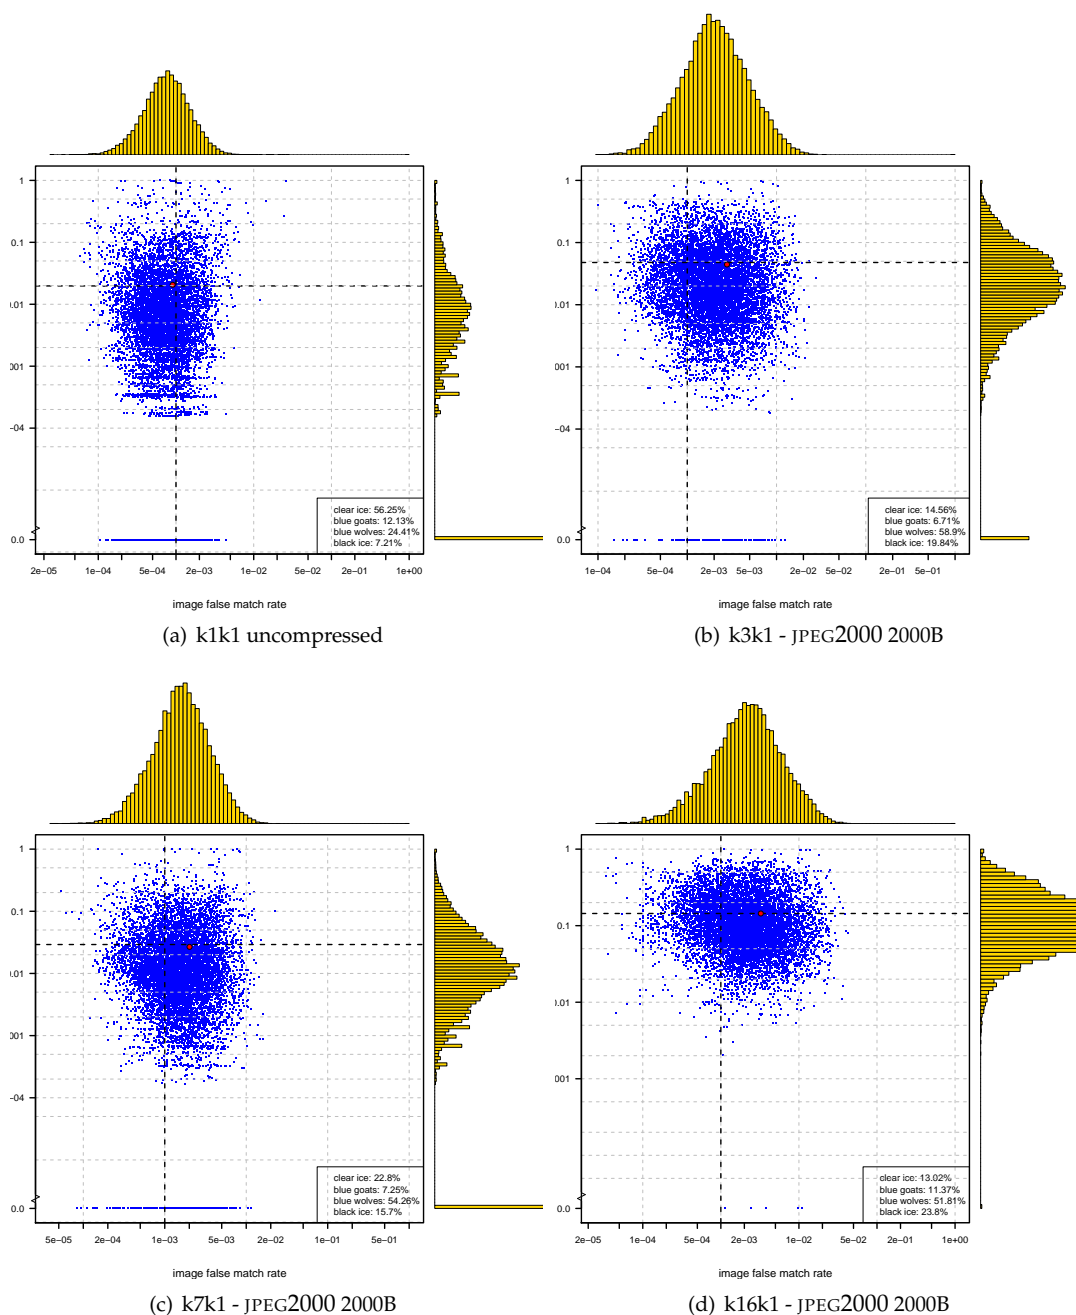 1
0.1
.01
001
-04
0.0
clear ice: 56.25%
blue goats: 12.13%
blue wolves: 24.41%
black ice: 7.21%
2e-05 1e-04 5e-04 2e-03 1e-02 5e-02 2e-01 1e+00
image false match rate
(a) k1k1 uncompressed
1
0.1
0.01
001
-04
0.0
clear ice: 14.56%
blue goats: 6.71%
blue wolves: 58.9%
black ice: 19.84%
1e-04 5e-04 2e-03 5e-03 2e-02 5e-02 2e-01 5e-01
image false match rate
(b) k3k1 - JPEG2000 2000B
1
0.1
0.01
001
-04
0.0
clear ice: 22.8%
blue goats: 7.25%
blue wolves: 54.26%
black ice: 15.7%
5e-05 2e-04 1e-03 5e-03 2e-02 1e-01 5e-01
image false match rate
(c) k7k1 - JPEG2000 2000B
1
0.1
0.01
001
0.0
clear ice: 13.02%
blue goats: 11.37%
blue wolves: 51.81%
black ice: 23.8%
2e-05 1e-04 5e-04 2e-03 1e-02 5e-02 2e-01 1e+00
image false match rate
(d) k16k1 - JPEG2000 2000B